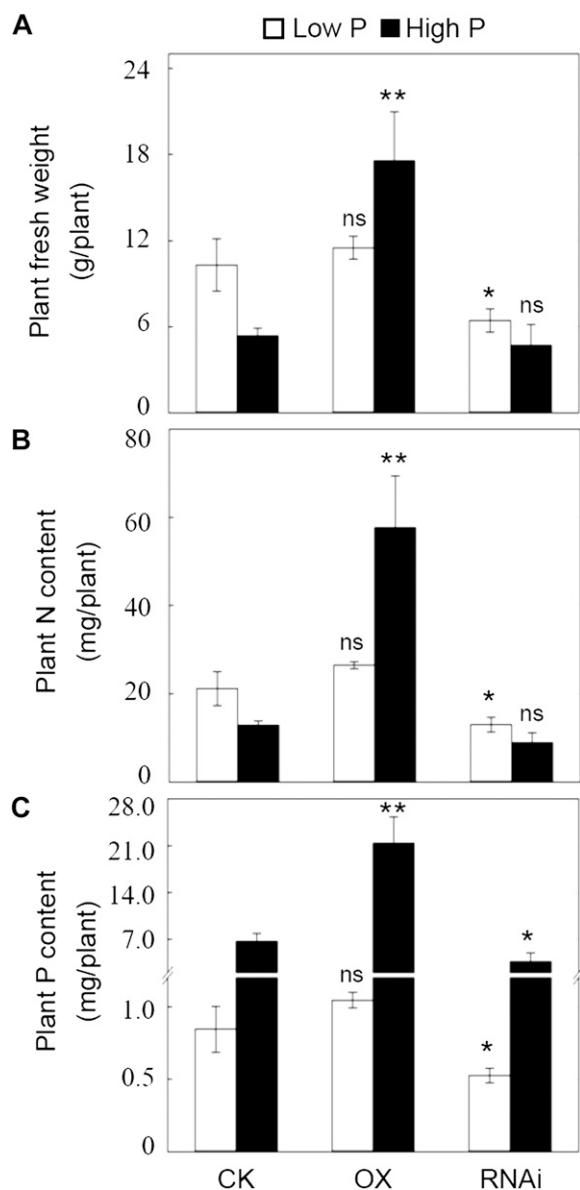 A
Low P High P
Plant fresh weight
(g/plant)
24
18
12
6
0
ns
**
*
ns
B
Plant N content
(mg/plant)
80
60
40
20
0
ns
**
*
ns
C
Plant P content
(mg/plant)
28.0
21.0
14.0
7.0
1.0
0.5
0
ns
**
*
*
CK OX RNAi